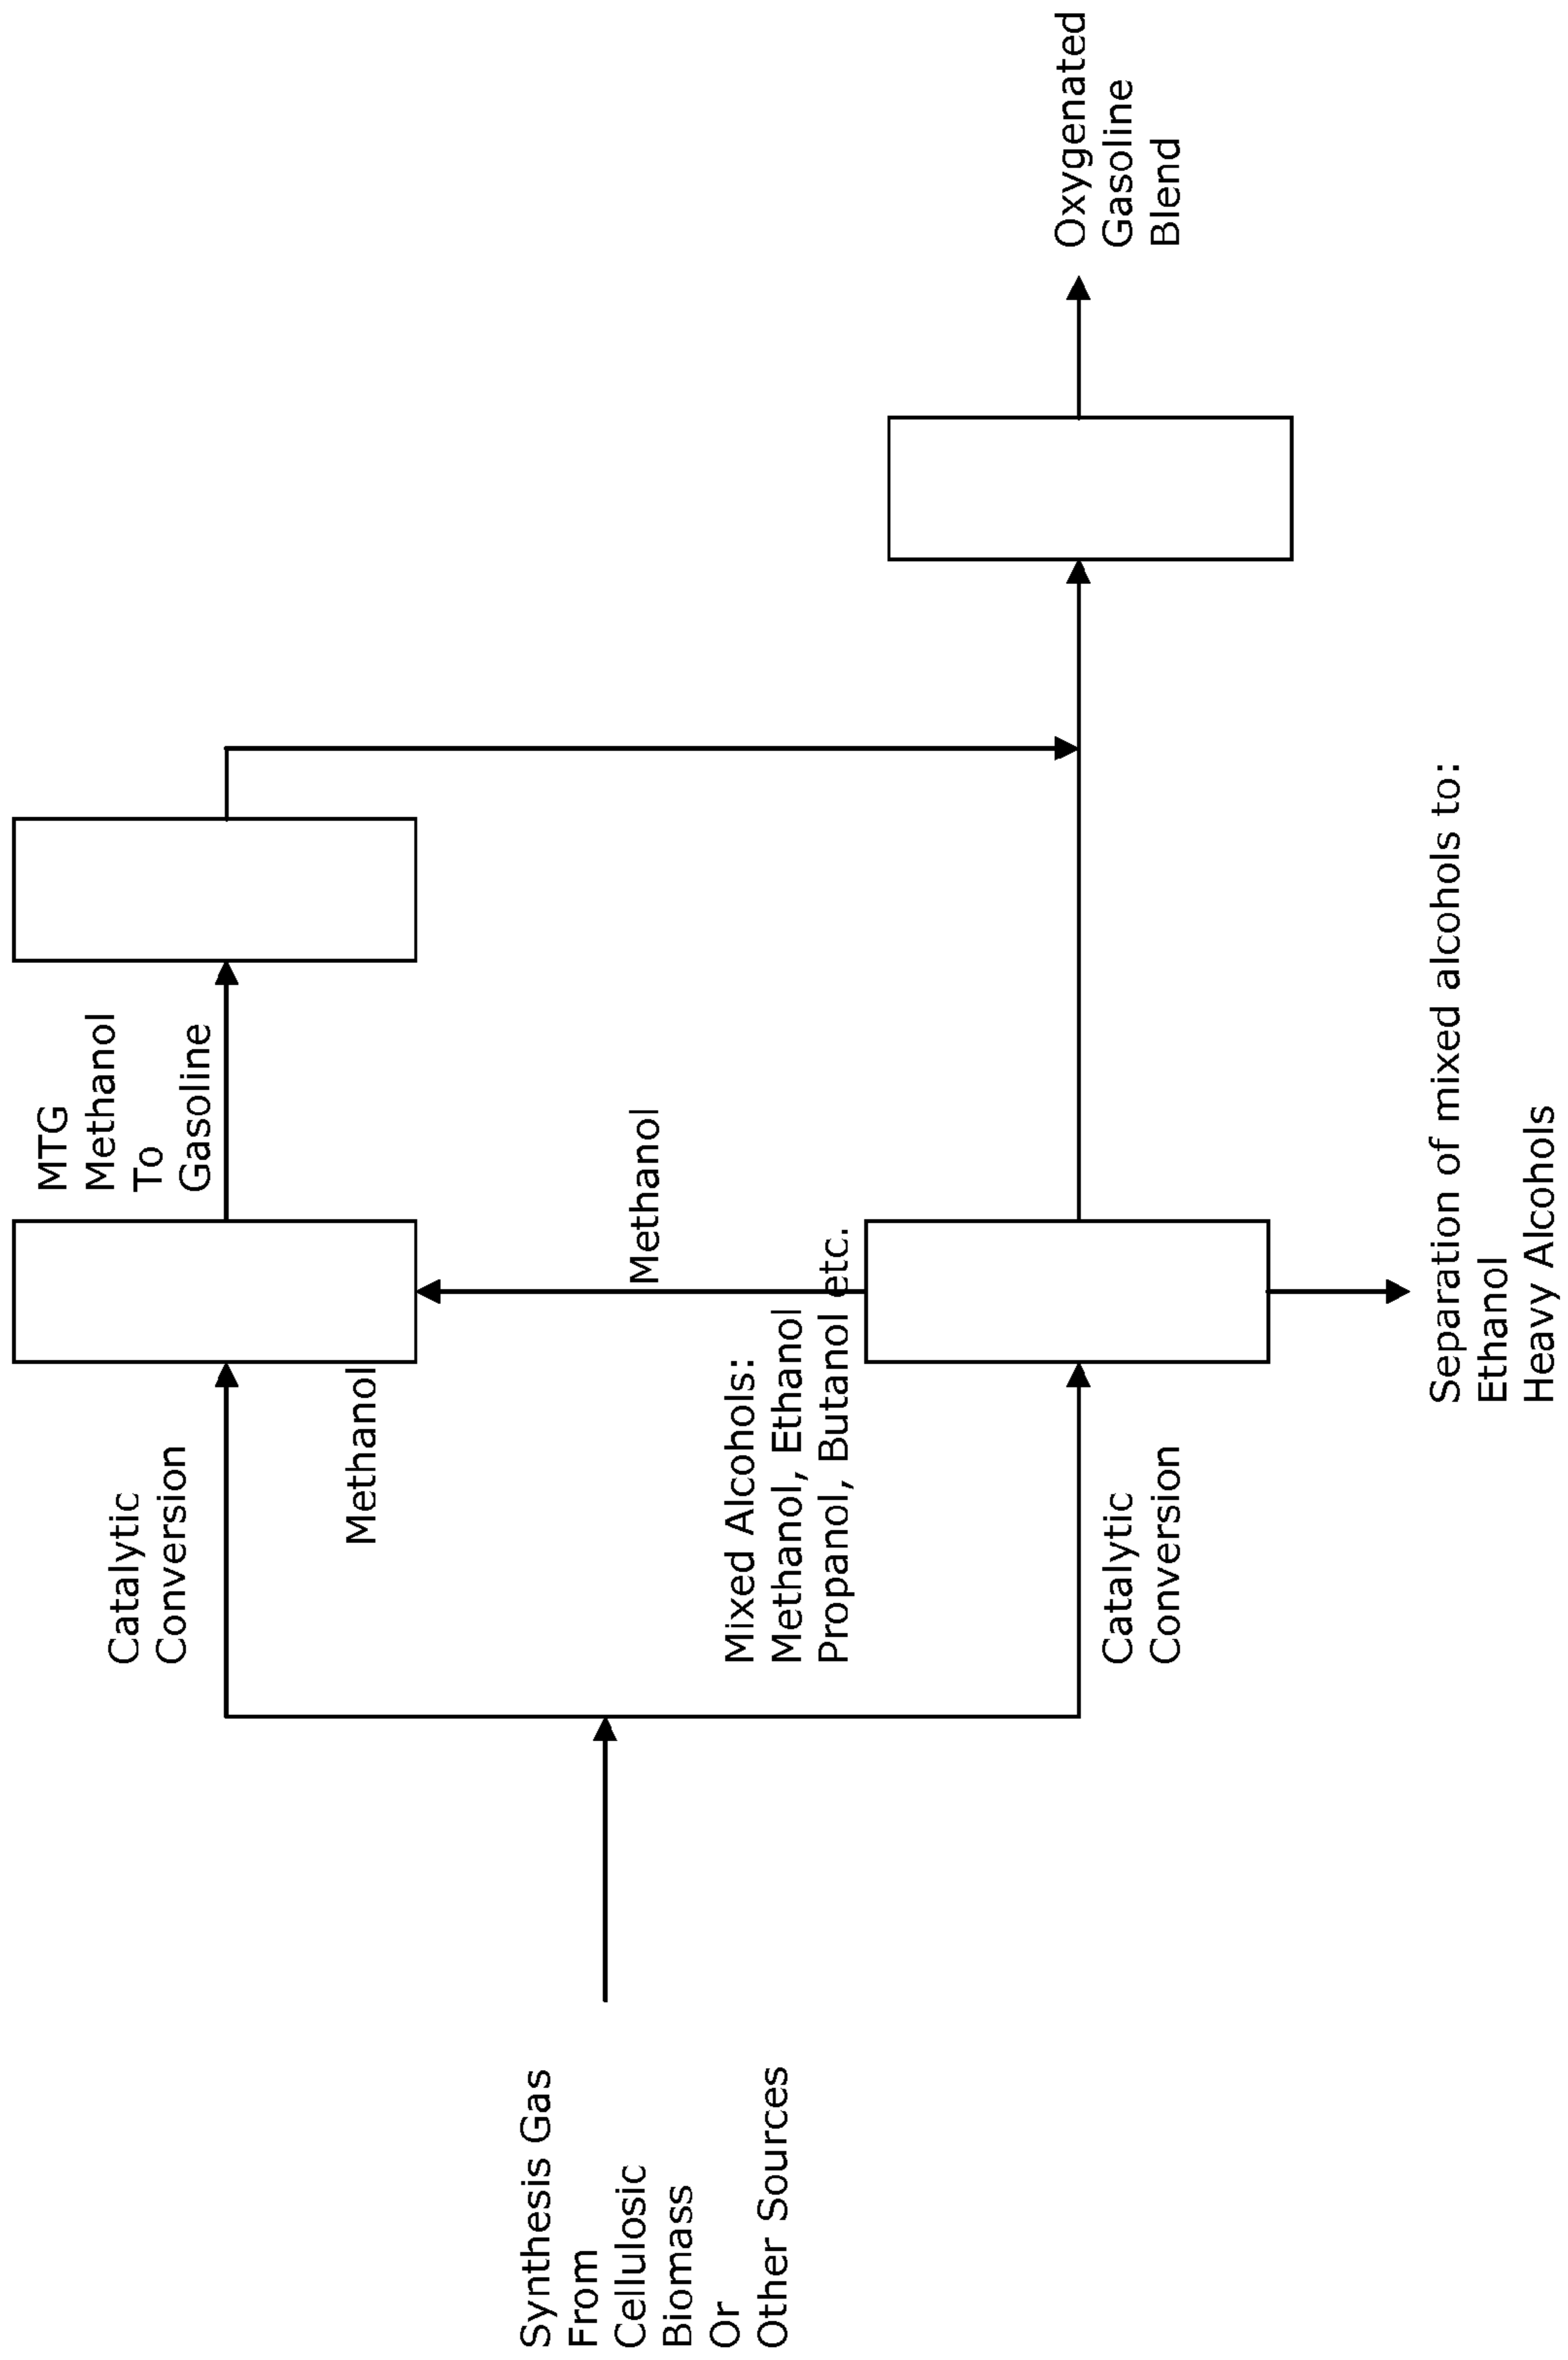 Synthesis Gas
From
Cellulosic
Biomass
Or
Other Sources
Catalytic
Conversion
Methanol
MTG
Methanol
To
Gasoline
Methanol
Mixed Alcohols:
Methanol, Ethanol
Propanol, Butanol etc.
Catalytic
Conversion
Separation of mixed alcohols to:
Ethanol
Heavy Alcohols
Oxygenated
Gasoline
Blend